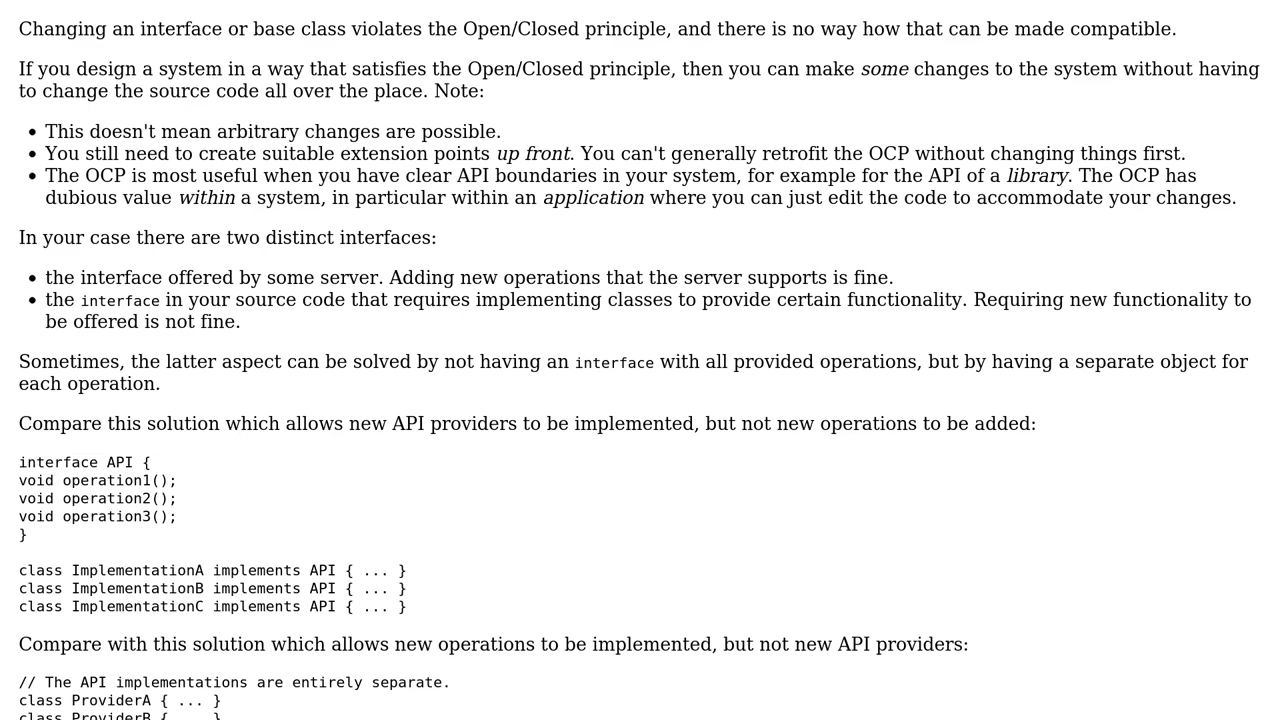 Changing an interface or base class violates the Open/Closed principle, and there is no way how that can be made compatible.
If you design a system in a way that satisfies the Open/Closed principle, then you can make some changes to the system without having
to change the source code all over the place. Note:
• This doesn't mean arbitrary changes are possible.
• You still need to create suitable extension points up front. You can't generally retrofit the OCP without changing things first.
• The OCP is most useful when you have clear API boundaries in your system, for example for the API of a library. The OCP has
dubious value within a system, in particular within an application where you can just edit the code to accommodate your changes.
In your case there are two distinct interfaces:
• the interface offered by some server. Adding new operations that the server supports is fine.
• the interface in your source code that requires implementing classes to provide certain functionality. Requiring new functionality to
be offered is not fine.
Sometimes, the latter aspect can be solved by not having an interface with all provided operations, but by having a separate object for
each operation.
Compare this solution which allows new API providers to be implemented, but not new operations to be added:
interface API {
void operation1();
void operation2();
void operation3();
}
class ImplementationA implements API { ... }
class ImplementationB implements API { ... }
class ImplementationC implements API { ... }
Compare with this solution which allows new operations to be implemented, but not new API providers:
// The API implementations are entirely separate.
class ProviderA { ... }
class ProviderB { ... }